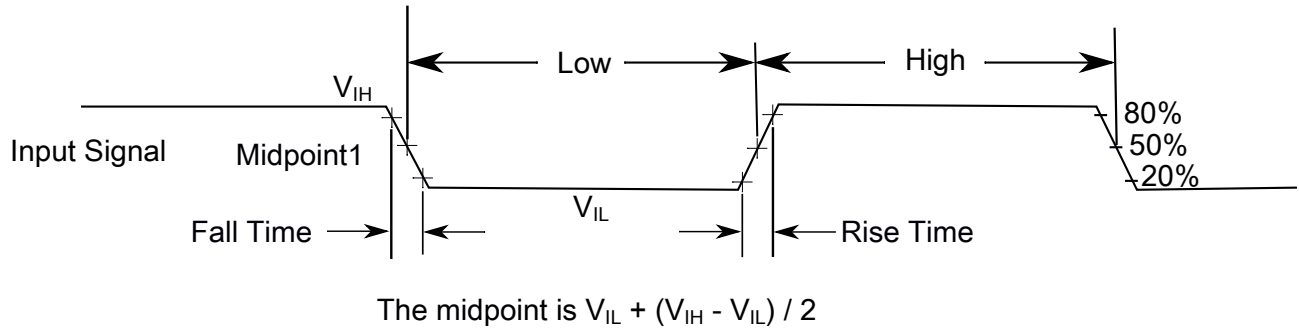 Low
High
V_IH
80%
Input Signal
Midpoint1
50%
20%
V_IL
Fall Time
Rise Time
The midpoint is V_IL + (V_IH - V_IL) / 2